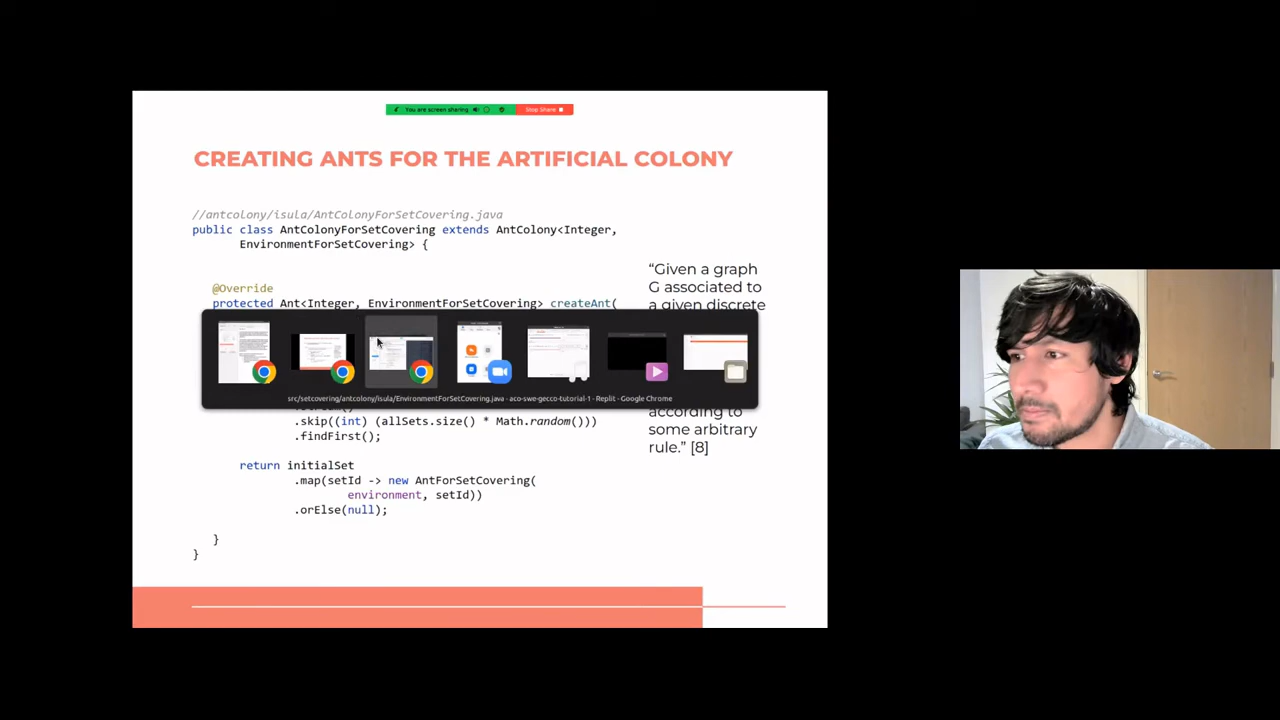 You are screen sharing
Stop Share
CREATING ANTS FOR THE ARTIFICIAL COLONY
//antcolony/isula/AntColonyForSetCovering.java
public class AntColonyForSetCovering extends AntColony<Integer,
EnvironmentForSetCovering> {
@Override
protected Ant<Integer, EnvironmentForSetCovering> createAnt(
“Given a graph
G associated to
a given discrete
src/setcovering/antcolony/isula/EnvironmentForSetCovering.java - aco-swe-gecco-tutorial-1 - Replit - Google Chrome
.skip((int) (allSets.size() * Math.random()))
.findFirst();
according to
some arbitrary
rule.” [8]
return initialSet
.map(setId -> new AntForSetCovering(
environment, setId))
.orElse(null);
}
}